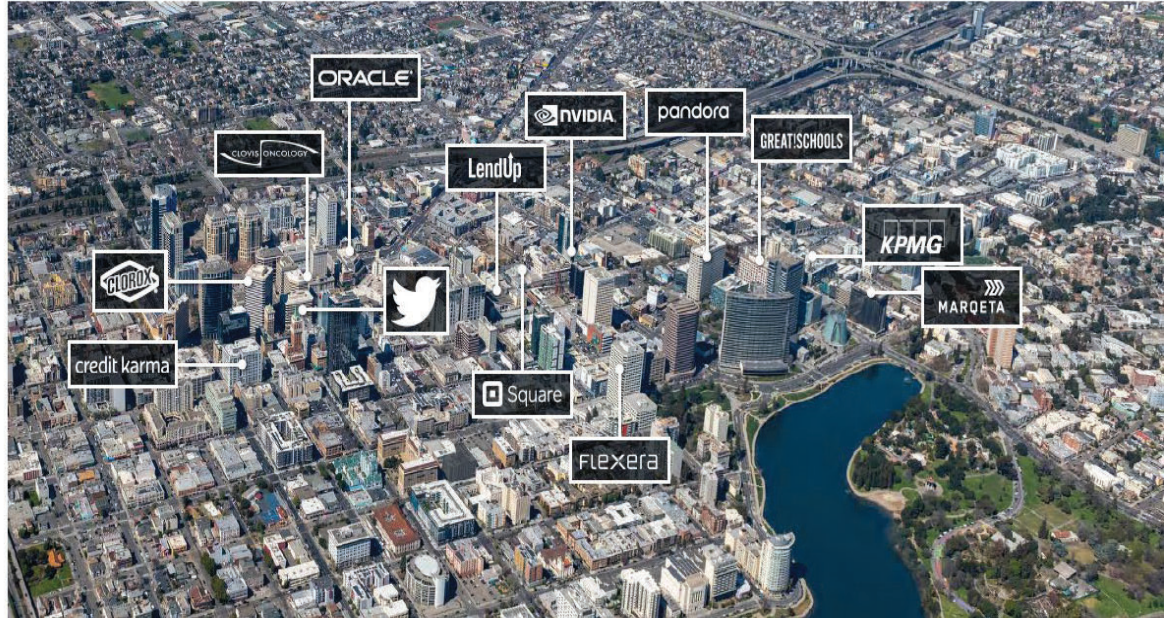 ORACLE
CLOVIS ONCOLOGY
LendUp
nVIDIA
pandora
GREAT!SCHOOLS
KPMG
MARQETA
CLOROX
credit karma
Square
FLEXera